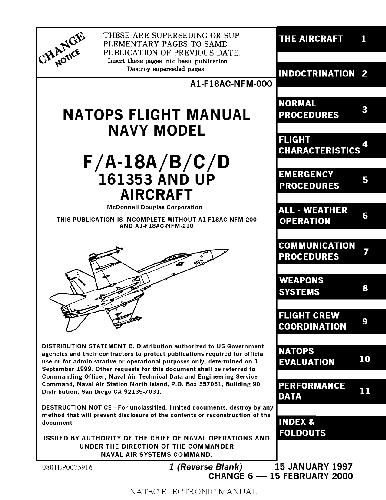 CHANGE
NOTICE
THESE ARE SUPERSEDING OR SUP
PLEMENTARY PAGES TO SAME
PUBLICATION OF PREVIOUS DATE
Insert these pages into basic publication
Destroy superseded pages
A1-F18AC-NFM-000
NATOPS FLIGHT MANUAL
NAVY MODEL
F/A-18A/B/C/D
161353 AND UP
AIRCRAFT
McDonnell Douglas Corporation
THIS PUBLICATION IS INCOMPLETE WITHOUT A1-F18AC-NFM-200
AND A1-F18AC-NFM-210
DISTRIBUTION STATEMENT C. Distribution authorized to US Government
agencies and their contractors to protect publications required for official
use or for administrative or operational purposes only, determined on 1
September 1999. Other requests for this document shall be referred to
Commanding Officer, Naval Air Technical Data and Engineering Service
Command, Naval Air Station North Island, P.O. Box 357031, Building 90
Distribution, San Diego CA 92135-7031.
DESTRUCTION NOTICE - For unclassified, limited documents, destroy by any
method that will prevent disclosure of the contents or reconstruction of the
document
ISSUED BY AUTHORITY OF THE CHIEF OF NAVAL OPERATIONS AND
UNDER THE DIRECTION OF THE COMMANDER
NAVAL AIR SYSTEMS COMMAND.
THE AIRCRAFT 1
INDOCTRINATION 2
NORMAL
PROCEDURES 3
FLIGHT
CHARACTERISTICS 4
EMERGENCY
PROCEDURES 5
ALL - WEATHER
OPERATION 6
COMMUNICATION
PROCEDURES 7
WEAPONS
SYSTEMS 8
FLIGHT CREW
COORDINATION 9
NATOPS
EVALUATION 10
PERFORMANCE
DATA 11
INDEX &
FOLDOUTS
1 (Reverse Blank)
15 JANUARY 1997
CHANGE 6 — 15 FEBRUARY 2000
NATEC ELECTRONIC MANUAL